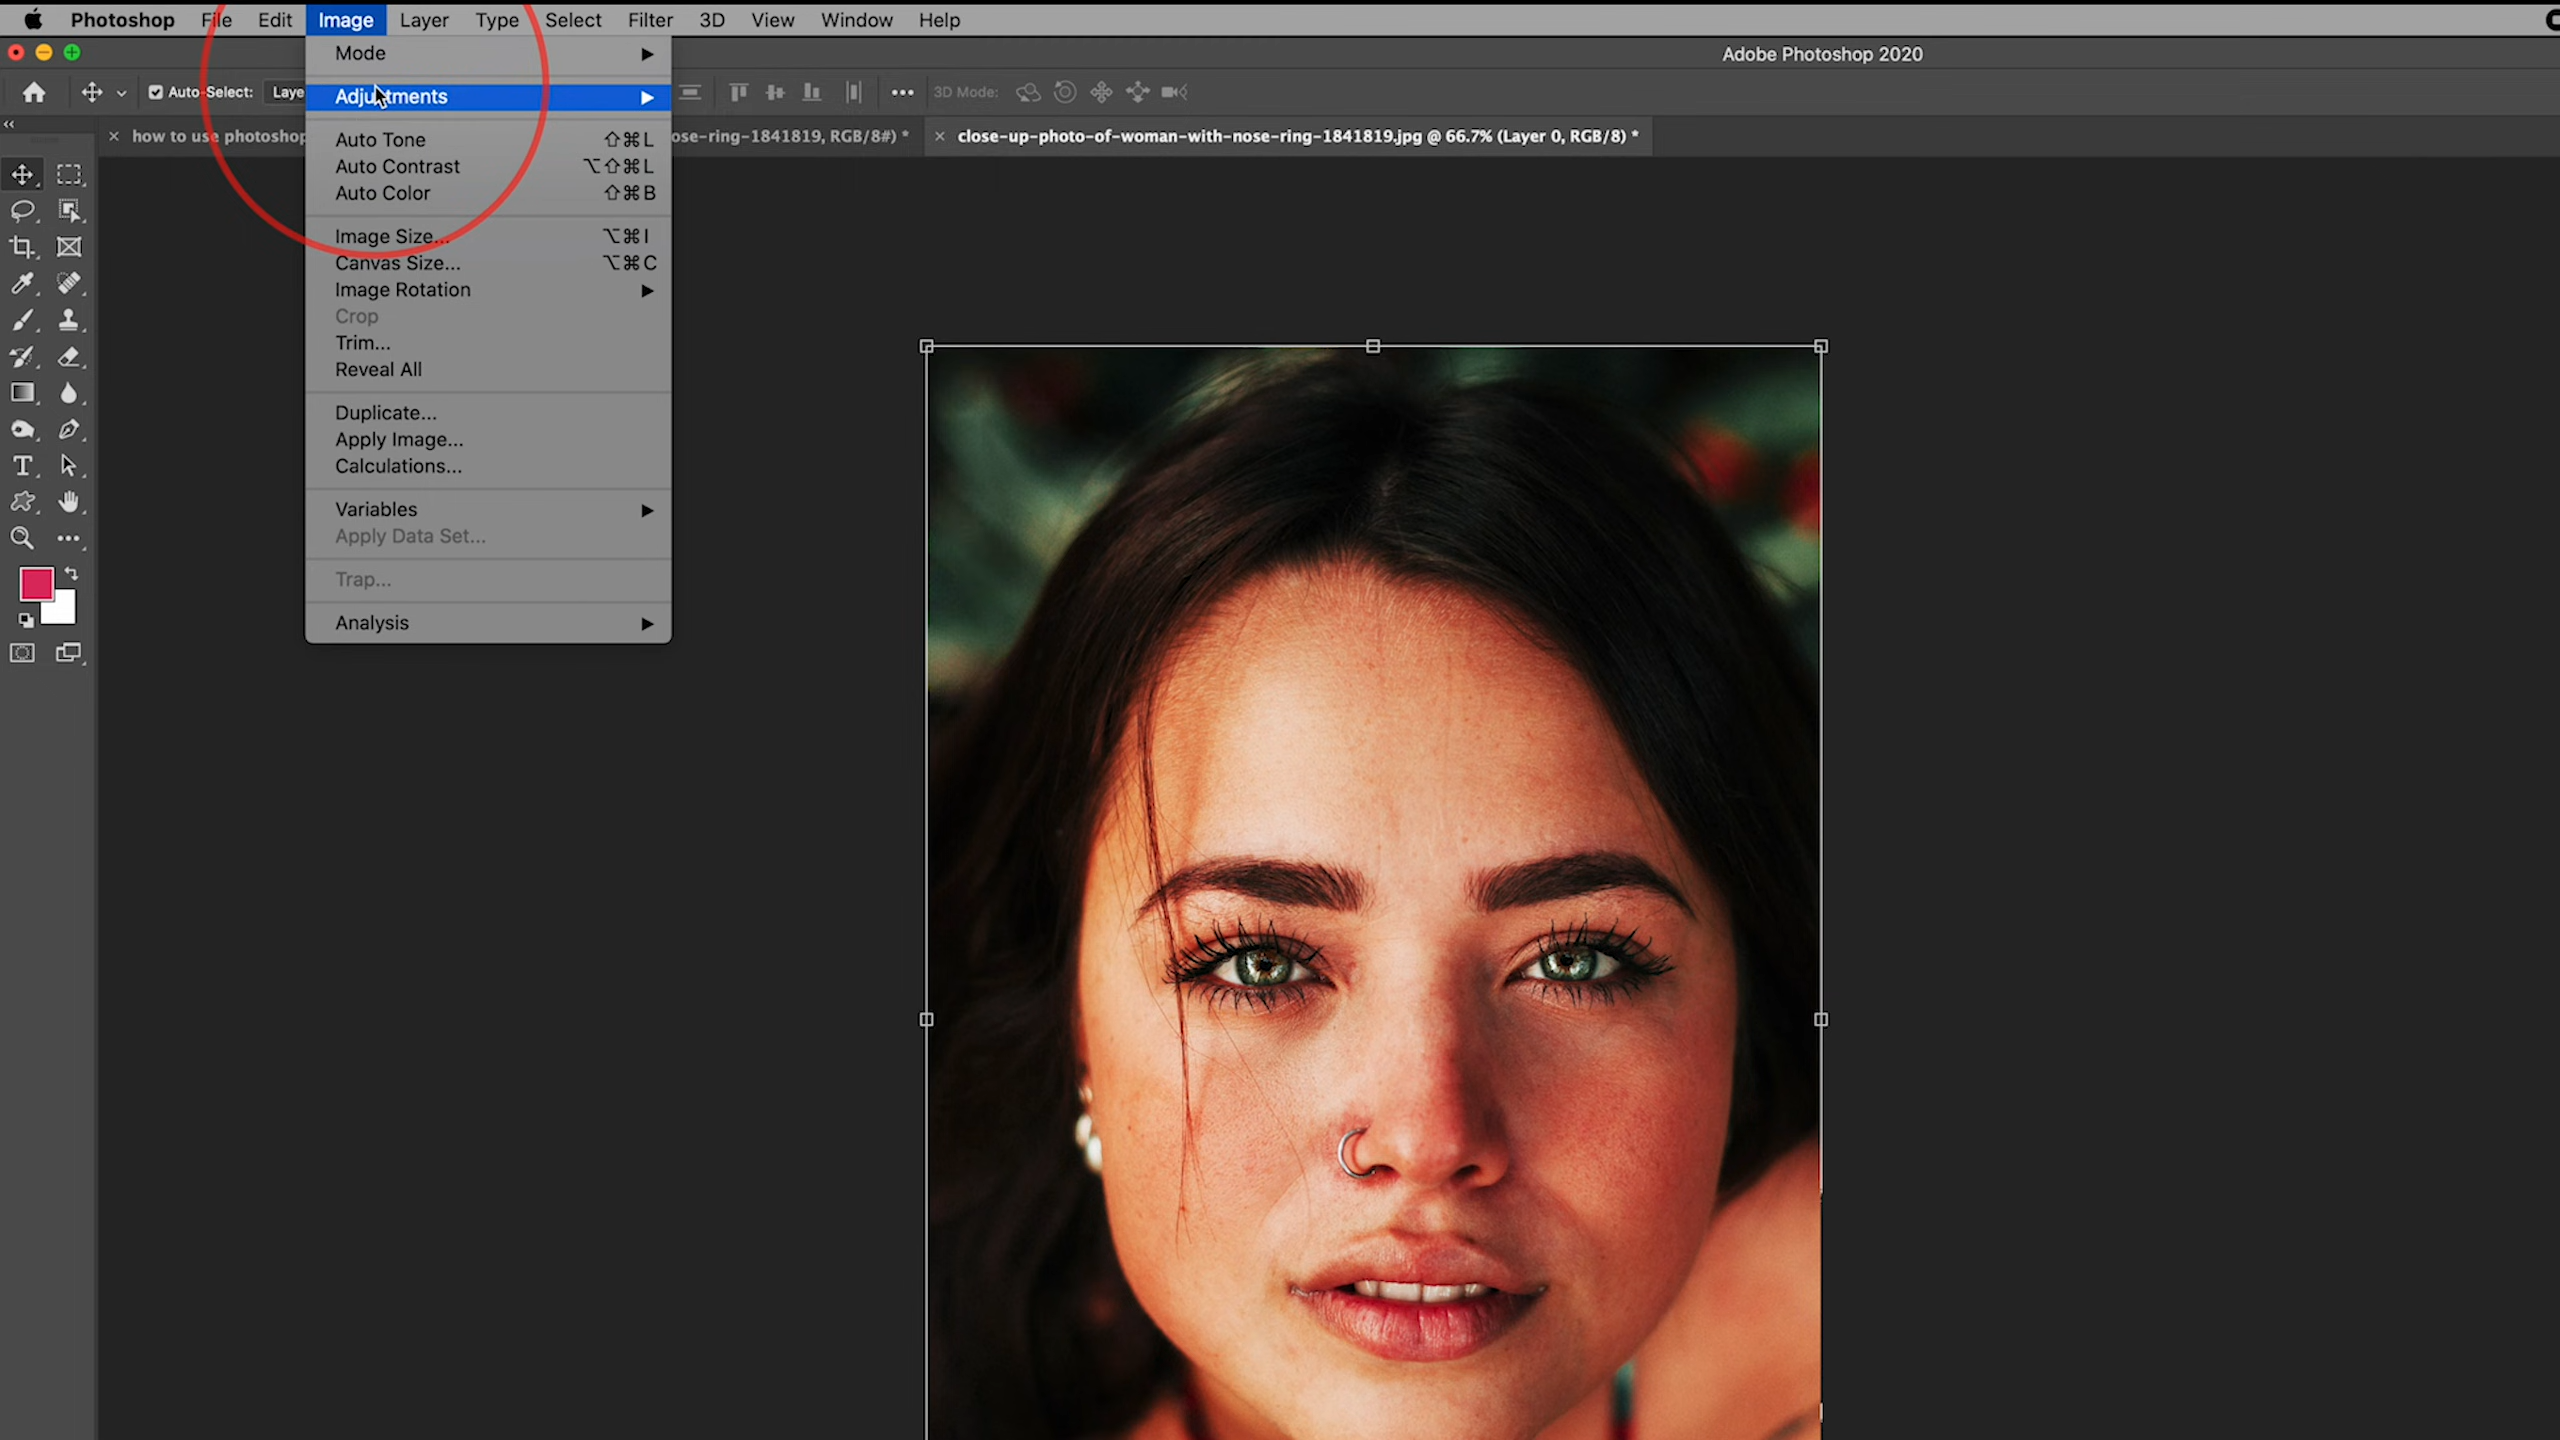 Photoshop File Edit Image Layer Type Select Filter 3D View Window Help
Adobe Photoshop 2020
Auto-Select: Laye
3D Mode:
× how to use photoshop
ose-ring-1841819, RGB/8#) *
× close-up-photo-of-woman-with-nose-ring-1841819.jpg @ 66.7% (Layer 0, RGB/8) *
Mode
Adjustments
Auto Tone ⇧⌘L
Auto Contrast ⌥⇧⌘L
Auto Color ⇧⌘B
Image Size... ⌥⌘I
Canvas Size... ⌥⌘C
Image Rotation
Crop
Trim...
Reveal All
Duplicate...
Apply Image...
Calculations...
Variables
Apply Data Set...
Trap...
Analysis